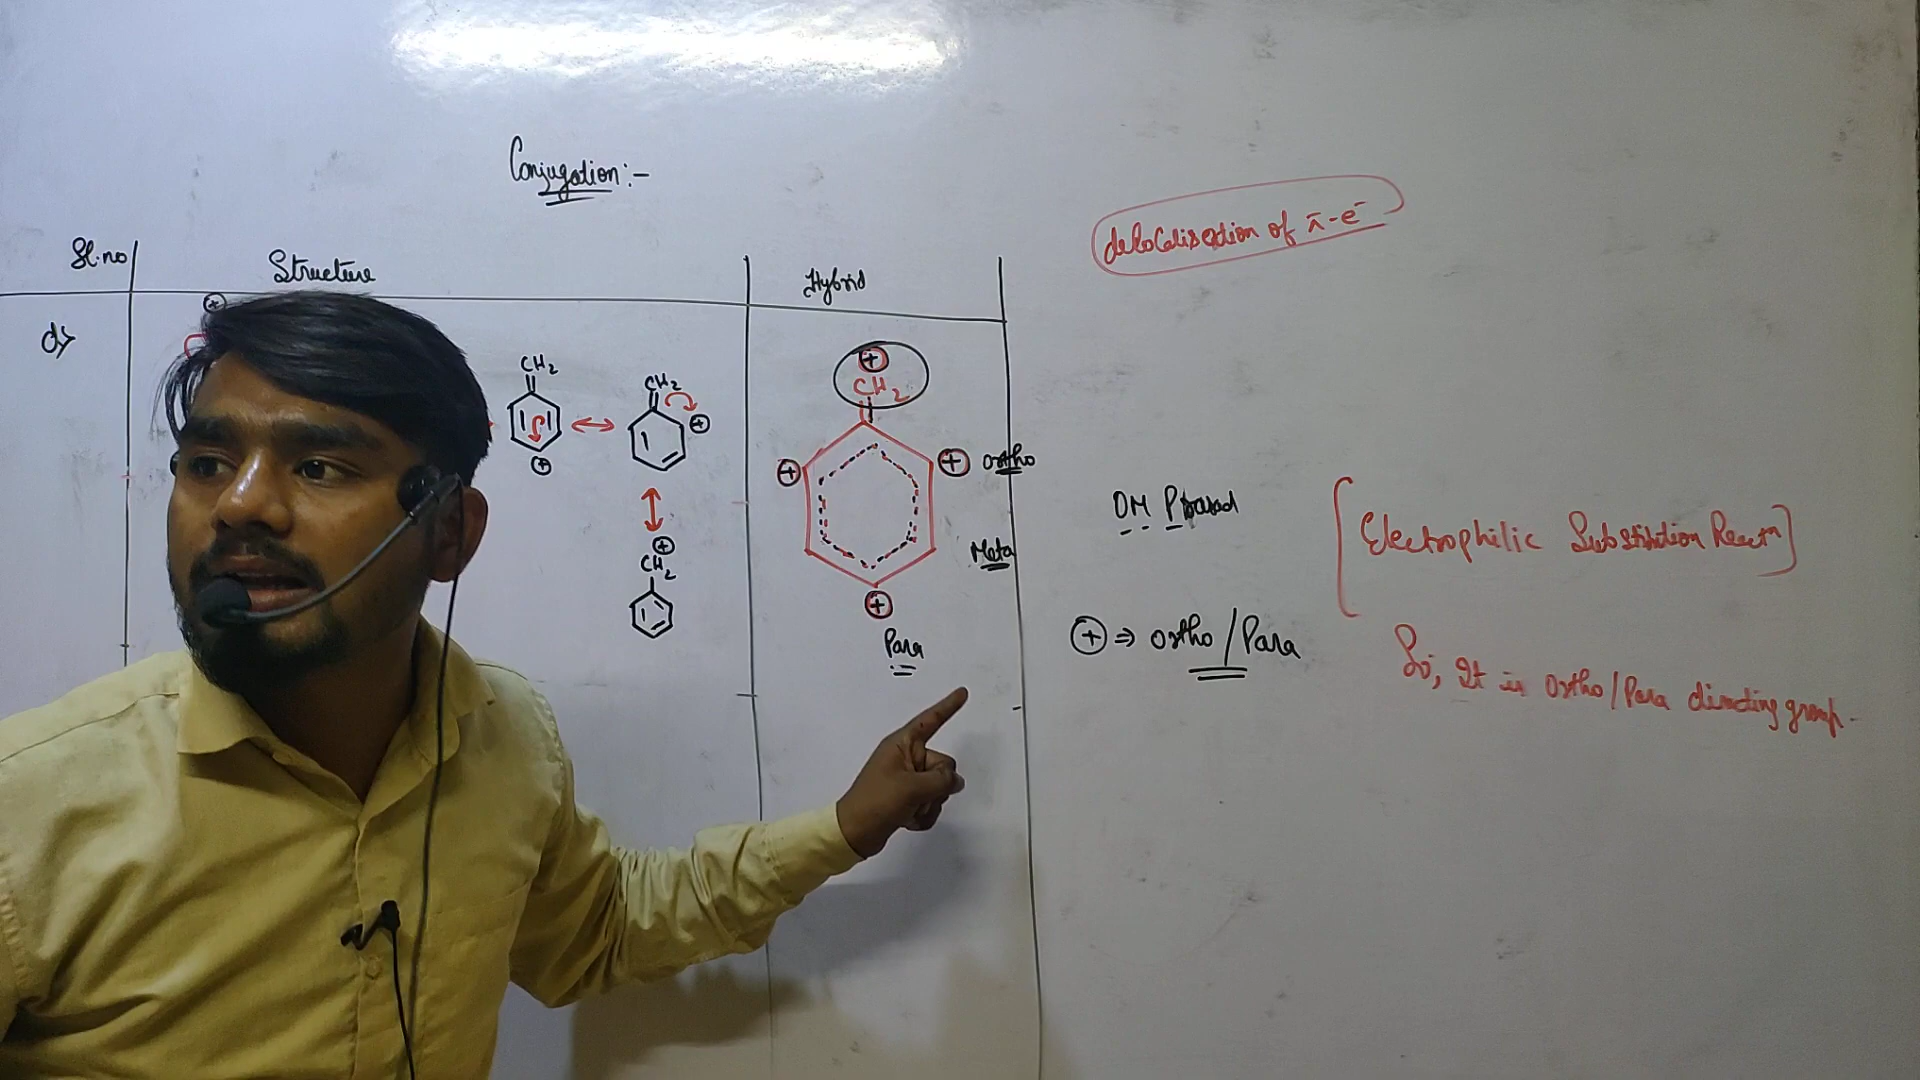 Conjugation:-
delocalisation of π-e⁻
Sl.no
Structure
Hybrid
d>
⊕
CH2
⊕
CH2
⊕
⊕
CH2
⊕
CH2
⊕
⊕ ortho
Meta
⊕
Para
OM Prasad
[Electrophilic Substitution Reactn]
⊕ ⇒ ortho/Para
So, It is ortho/Para directing group.